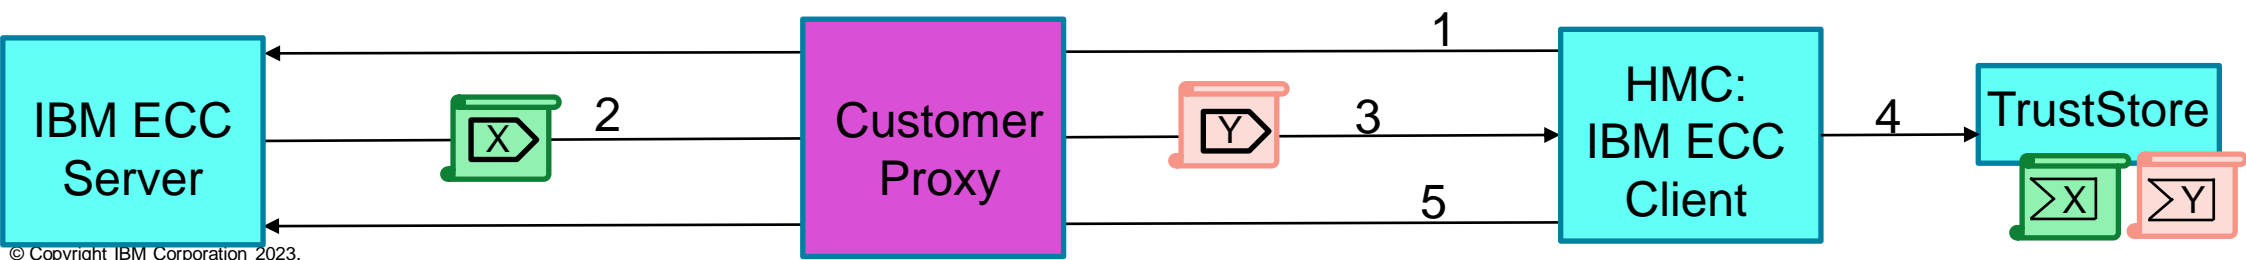 1
IBM ECC
Server
X
2
Customer
Proxy
Y
3
HMC:
IBM ECC
Client
4
TrustStore
X
Y
5
© Copyright IBM Corporation 2023.